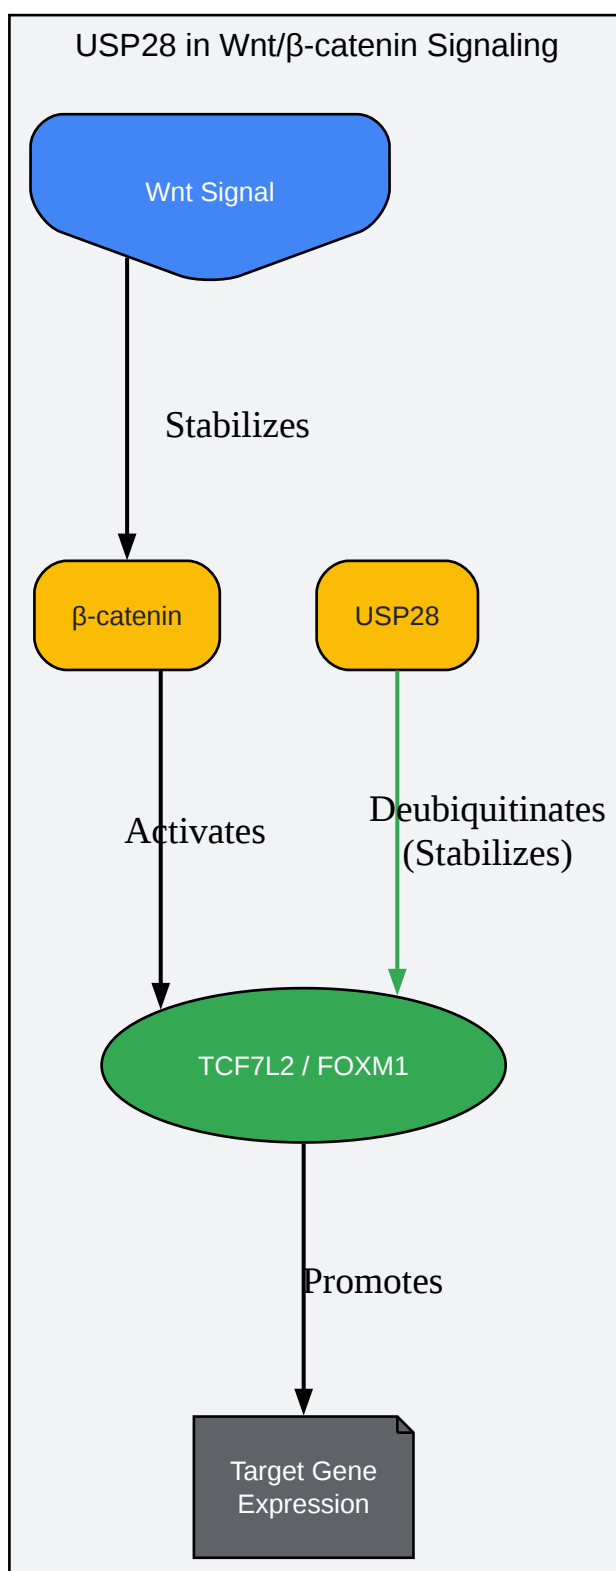 USP28 in Wnt/β-catenin Signaling
Wnt Signal
Stabilizes
β-catenin
USP28
Activates
Deubiquitinates
(Stabilizes)
TCF7L2 / FOXM1
Promotes
Target Gene
Expression